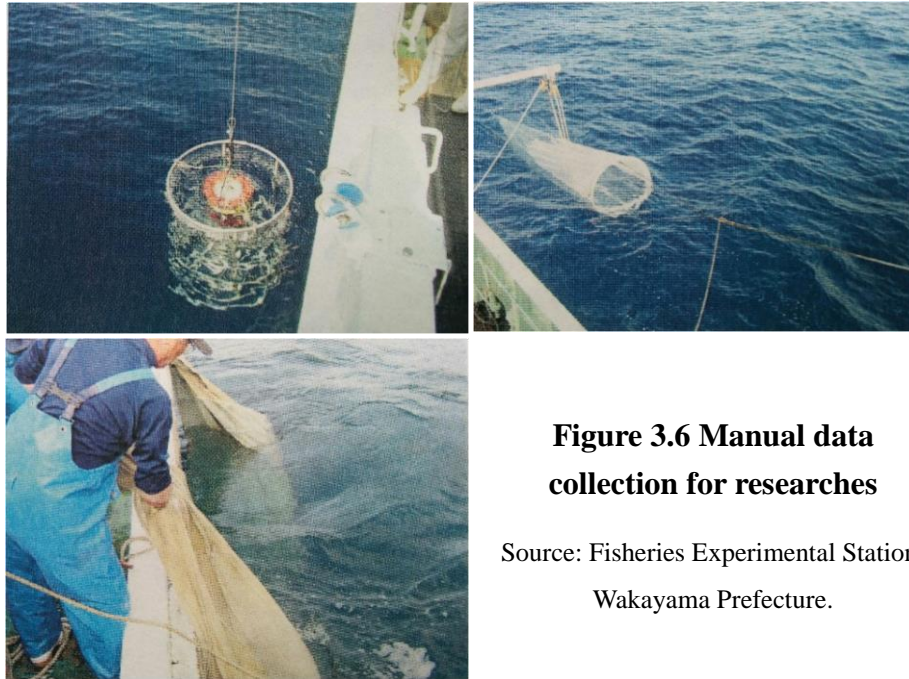 Figure 3.6 Manual data
collection for researches
Source: Fisheries Experimental Station
Wakayama Prefecture.